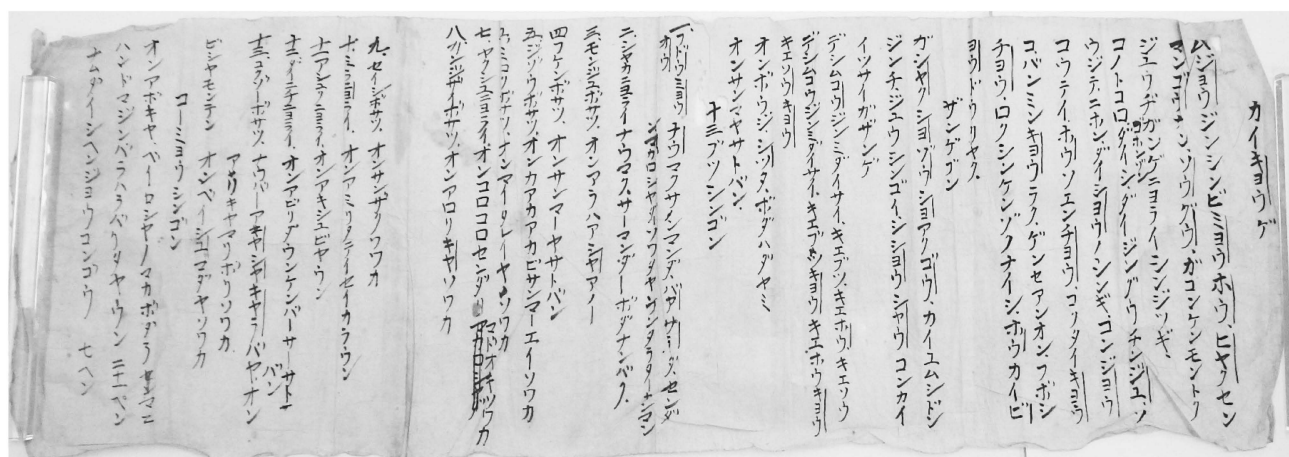 カイキョウゲ
ムジョウジンシンビミョウホウ、ヒャクセン
マンゴウナンソウグウ、ガコンケンモントク
ジュウヂガンゲニョライシンジツギ、
コノトコロ ゴホンゾン ダイシ、ダイジングウチンジュ、ソ
ウジテニホンダイショウノシンギ、コンジョウ
コウテイ、ホウソエンチョウ、コクタイキョウ
コ、バンミンキョウラク、ゲンセアンオン、フボシ
チョウ、ロクシンケンゾクナイシ、ホウカイビ
ヨウドウリヤク、
ザンゲゴン
ガシャクショゾウショアクゴウ、カイユムシドン
ジンチ、ジュウシンゴイ、シショウシャウ コンカイ
イツサイガザンゲ
デシムコウジンミダイサイ、キエブツ、キエホウキエソウ
デシムコウジンミダイサイ、キエブツキョウ キエホウキョウ
キエソウキョウ
オンボウジ、シツタ、ボダハダヤミ
オンサンマヤサトバン、
十三ブツシンゴン
一、フドウミョウオウ ナウマクサマンダ、バサラミタ、センダ
ンマカロシャダ、ソワタヤ、ウンタラタ、カンマン
二、シャカニヨライ ナウマク、サーマンダーボダナンバク、
三、モンジュボサツ、オンアラハアシャアノー
四 フケンボサツ、オンサンマーヤサトバン
五、ジゾウボサツ、オンカアカアカビサンマーエイソワカ
六、ミロクボサツ、オンマイタレイヤーソワカ
七、ヤクシュニヨライ オンコロコロセンダ マトオキソワカ
八、カンヅザーボサツ、オンアロリキヤソワカ
九、セイシボサツ、オンサンザクソワカ
十、ミダニョライ、オンアミリタテイセイカラウン
十一アシュクニョライ、オンアキシュビヤウン
十二、ダイニチニョライ、オンアビラウンケンバーサーラト バン
十三、コクーボサツ、ナウバーアキャシャキャラバヤ、オン
アリキヤマリボリソワカ
ビシャモンテン オンベイシラマダヤソワカ
コーミョウシンゴン
オンアボキャ、ベイーロシャノマカボダラ マニ
ハンドマジンバラハラベリタヤウン 三ベン
ナムダイシヘンジョウコンゴウ 七ヘン